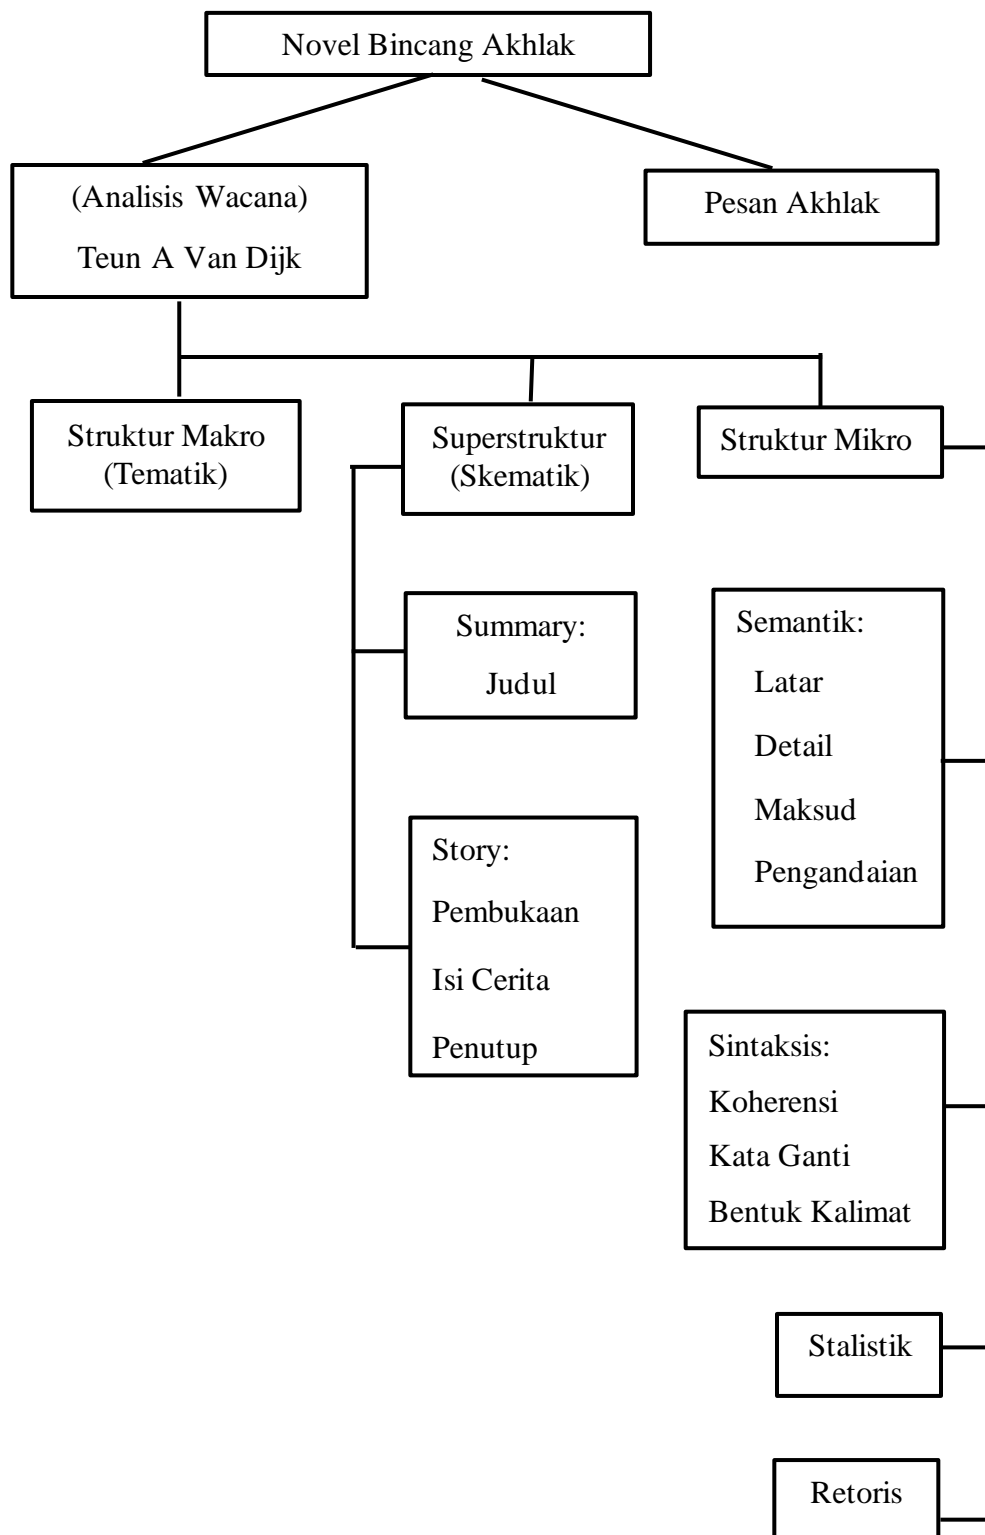 Novel Bincang Akhlak
(Analisis Wacana)
Teun A Van Dijk
Pesan Akhlak
Struktur Makro
(Tematik)
Superstruktur
(Skematik)
Struktur Mikro
Summary:
Judul
Story:
Pembukaan
Isi Cerita
Penutup
Semantik:
Latar
Detail
Maksud
Pengandaian
Sintaksis:
Koherensi
Kata Ganti
Bentuk Kalimat
Stalistik
Retoris